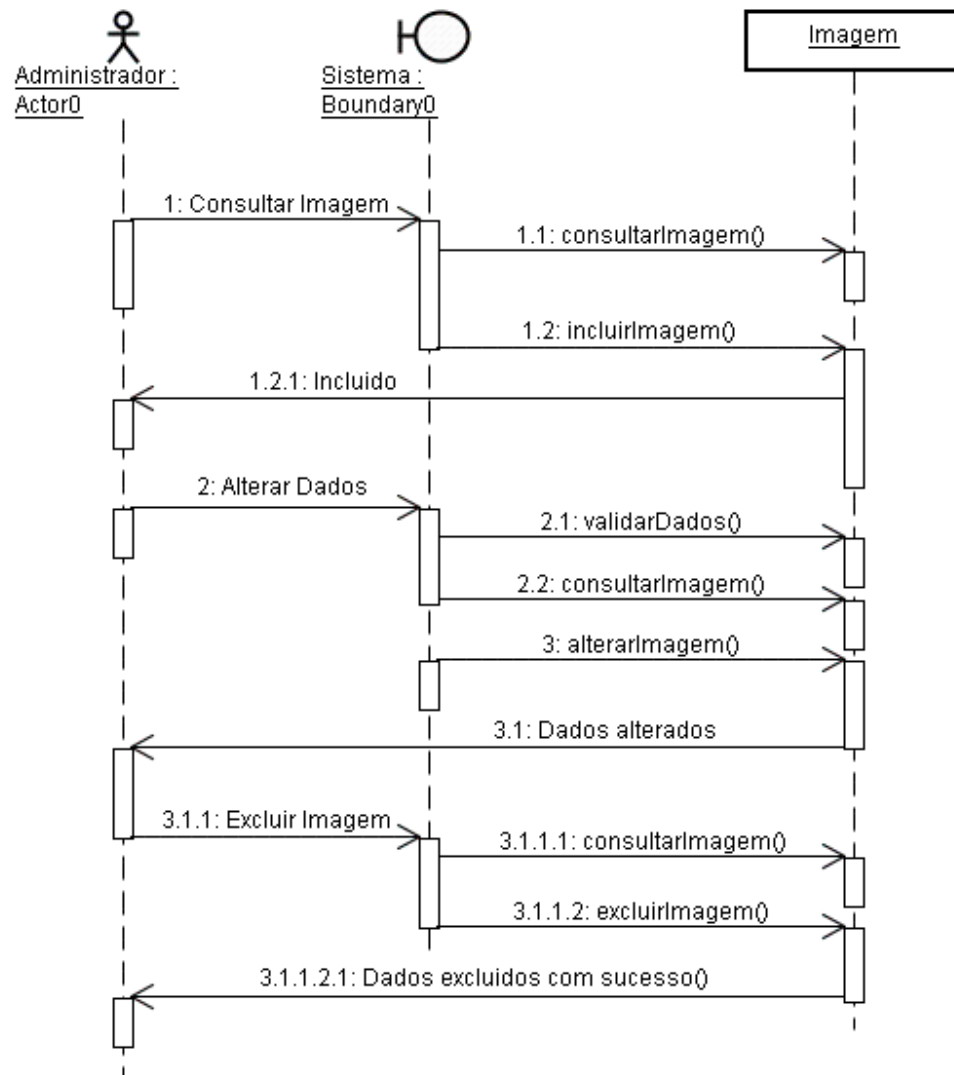 Administrador :
Actor0
Sistema :
Boundary0
Imagem
1: Consultar Imagem
1.1: consultarImagem()
1.2: incluirImagem()
1.2.1: Incluido
2: Alterar Dados
2.1: validarDados()
2.2: consultarImagem()
3: alterarImagem()
3.1: Dados alterados
3.1.1: Excluir Imagem
3.1.1.1: consultarImagem()
3.1.1.2: excluirImagem()
3.1.1.2.1: Dados excluidos com sucesso()